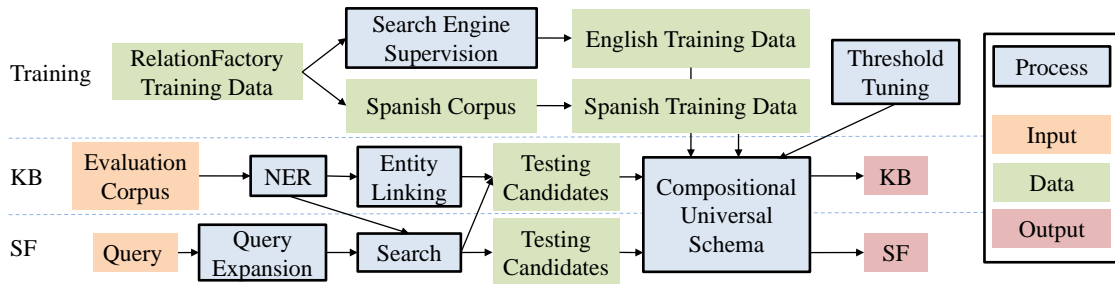 Training
RelationFactory
Training Data
Search Engine
Supervision
English Training Data
Spanish Corpus
Spanish Training Data
Threshold
Tuning
KB
Evaluation
Corpus
NER
Entity
Linking
Testing
Candidates
Compositional
Universal
Schema
KB
SF
Query
Query
Expansion
Search
Testing
Candidates
SF
Process
Input
Data
Output